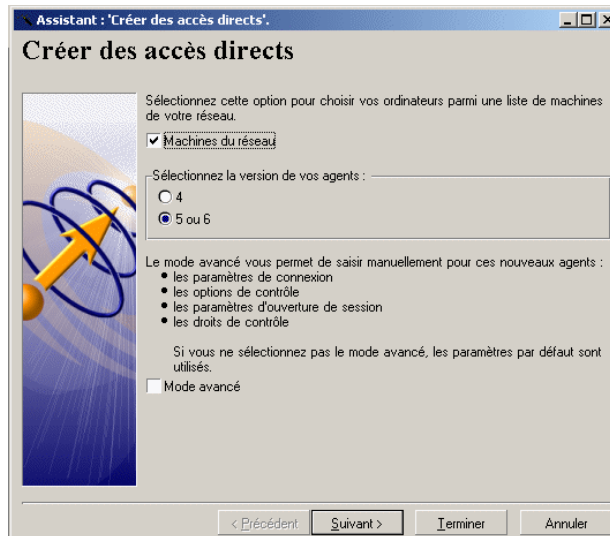 Assistant : 'Créer des accès directs'.
Créer des accès directs
Sélectionnez cette option pour choisir vos ordinateurs parmi une liste de machines
de votre réseau.
Machines du réseau
Sélectionnez la version de vos agents :
4
5 ou 6
Le mode avancé vous permet de saisir manuellement pour ces nouveaux agents :
• les paramètres de connexion
• les options de contrôle
• les paramètres d'ouverture de session
• les droits de contrôle
Si vous ne sélectionnez pas le mode avancé, les paramètres par défaut sont
utilisés.
Mode avancé
< Précédent Suivant > Terminer Annuler